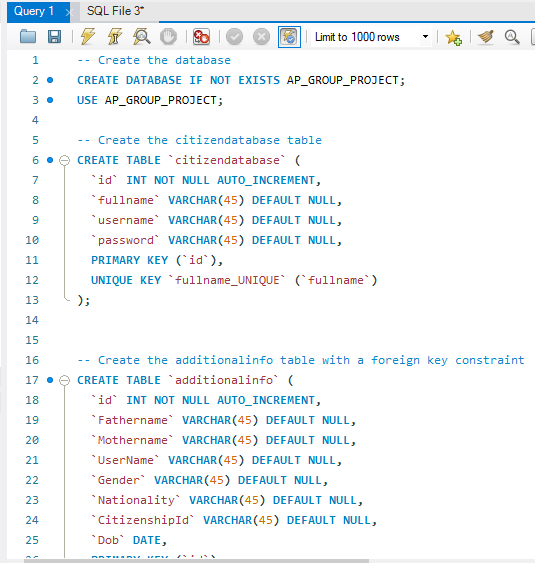 Query 1
SQL File 3*
Limit to 1000 rows
1 -- Create the database
2 CREATE DATABASE IF NOT EXISTS AP_GROUP_PROJECT;
3 USE AP_GROUP_PROJECT;
4
5 -- Create the citizendatabase table
6 CREATE TABLE `citizendatabase` (
7 `id` INT NOT NULL AUTO_INCREMENT,
8 `fullname` VARCHAR(45) DEFAULT NULL,
9 `username` VARCHAR(45) DEFAULT NULL,
10 `password` VARCHAR(45) DEFAULT NULL,
11 PRIMARY KEY (`id`),
12 UNIQUE KEY `fullname_UNIQUE` (`fullname`)
13 );
14
15
16 -- Create the additionalinfo table with a foreign key constraint
17 CREATE TABLE `additionalinfo` (
18 `id` INT NOT NULL AUTO_INCREMENT,
19 `Fathername` VARCHAR(45) DEFAULT NULL,
20 `Mothername` VARCHAR(45) DEFAULT NULL,
21 `UserName` VARCHAR(45) DEFAULT NULL,
22 `Gender` VARCHAR(45) DEFAULT NULL,
23 `Nationality` VARCHAR(45) DEFAULT NULL,
24 `CitizenshipId` VARCHAR(45) DEFAULT NULL,
25 `Dob` DATE,
26 PRIMARY KEY (`id`)